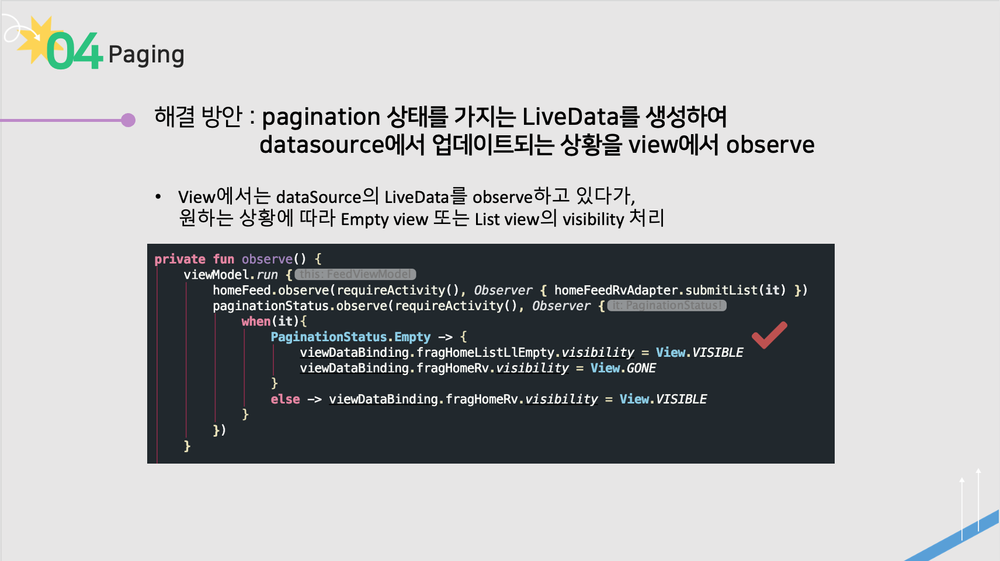 04 Paging
해결 방안 : pagination 상태를 가지는 LiveData를 생성하여
datasource에서 업데이트되는 상황을 view에서 observe
• View에서는 dataSource의 LiveData를 observe하고 있다가,
원하는 상황에 따라 Empty view 또는 List view의 visibility 처리
private fun observe() {
viewModel.run { this: FeedViewModel
homeFeed.observe(requireActivity(), Observer { homeFeedRvAdapter.submitList(it) })
paginationStatus.observe(requireActivity(), Observer { it: PaginationStatus!
when(it){
PaginationStatus.Empty -> {
viewDataBinding.fragHomeListLlEmpty.visibility = View.VISIBLE
viewDataBinding.fragHomeRv.visibility = View.GONE
}
else -> viewDataBinding.fragHomeRv.visibility = View.VISIBLE
}
})
}